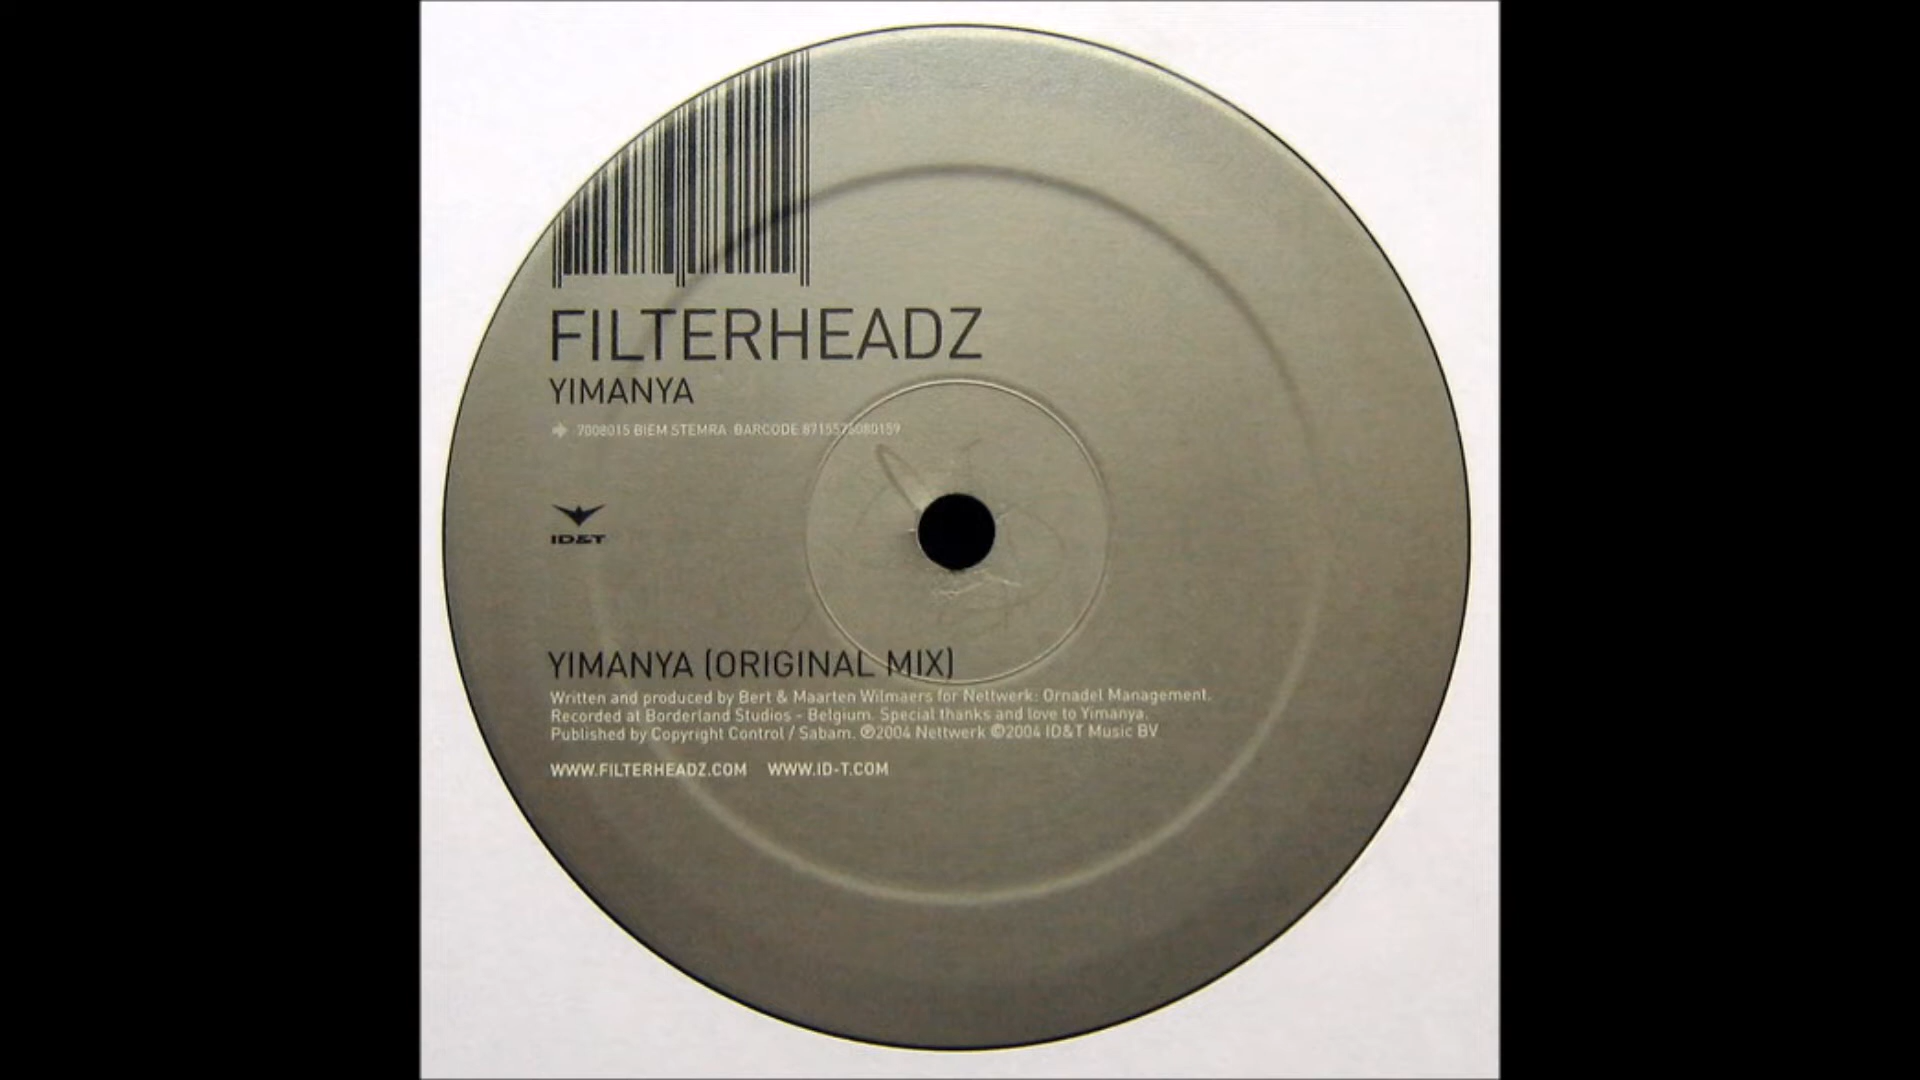 FILTERHEADZ
YIMANYA
7008015 BIEM STEMRA BARCODE 8715576080159
ID&T
YIMANYA (ORIGINAL MIX)
Written and produced by Bert & Maarten Wilmaers for Nettwerk: Ornadel Management.
Recorded at Borderland Studios - Belgium. Special thanks and love to Yimanya.
Published by Copyright Control / Sabam. ℗2004 Nettwerk ©2004 ID&T Music BV
WWW.FILTERHEADZ.COM WWW.ID-T.COM